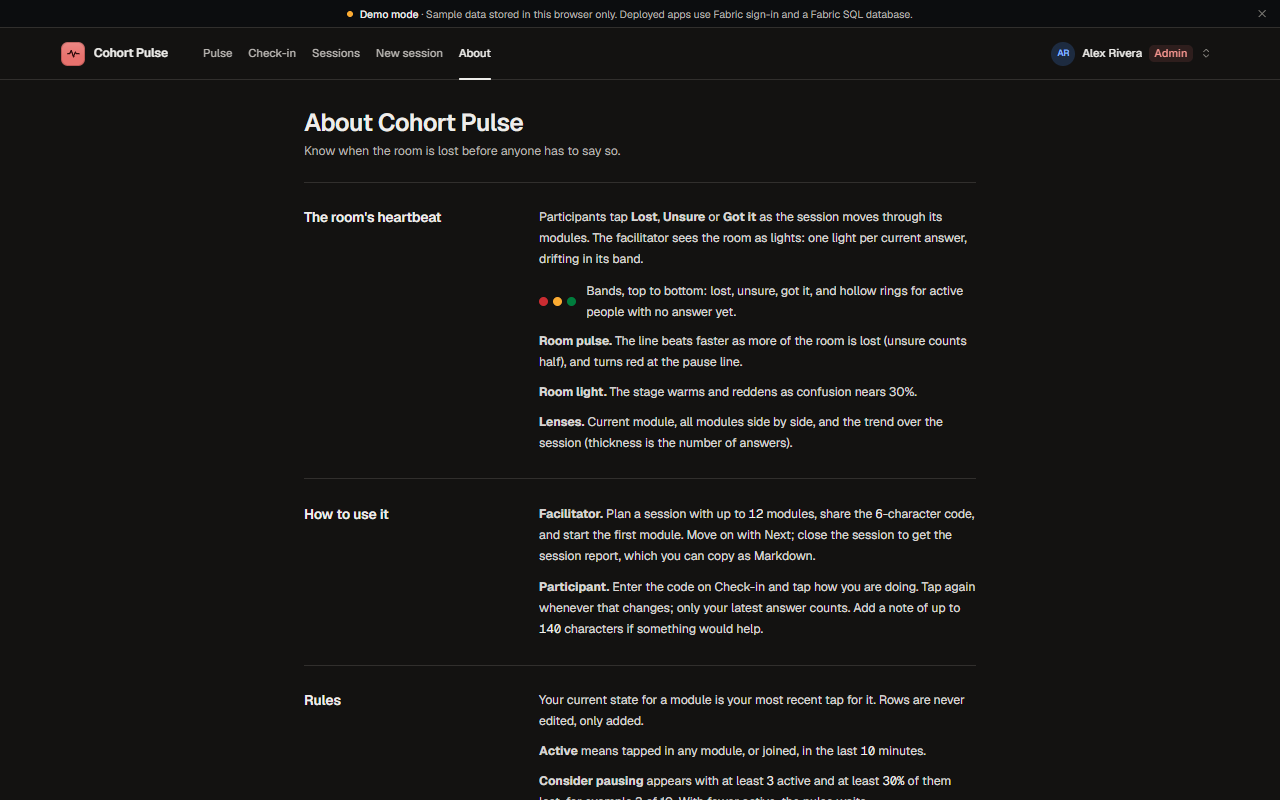 Demo mode · Sample data stored in this browser only. Deployed apps use Fabric sign-in and a Fabric SQL database.
Cohort Pulse
Pulse
Check-in
Sessions
New session
About
AR
Alex Rivera
Admin
About Cohort Pulse
Know when the room is lost before anyone has to say so.
The room's heartbeat
Participants tap Lost, Unsure or Got it as the session moves through its
modules. The facilitator sees the room as lights: one light per current answer,
drifting in its band.
Bands, top to bottom: lost, unsure, got it, and hollow rings for active
people with no answer yet.
Room pulse. The line beats faster as more of the room is lost (unsure counts
half), and turns red at the pause line.
Room light. The stage warms and reddens as confusion nears 30%.
Lenses. Current module, all modules side by side, and the trend over the
session (thickness is the number of answers).
How to use it
Facilitator. Plan a session with up to 12 modules, share the 6-character code,
and start the first module. Move on with Next; close the session to get the
session report, which you can copy as Markdown.
Participant. Enter the code on Check-in and tap how you are doing. Tap again
whenever that changes; only your latest answer counts. Add a note of up to
140 characters if something would help.
Rules
Your current state for a module is your most recent tap for it. Rows are never
edited, only added.
Active means tapped in any module, or joined, in the last 10 minutes.
Consider pausing appears with at least 3 active and at least 30% of them
lost, for example 3 of 10. With fewer active, the pulse waits.